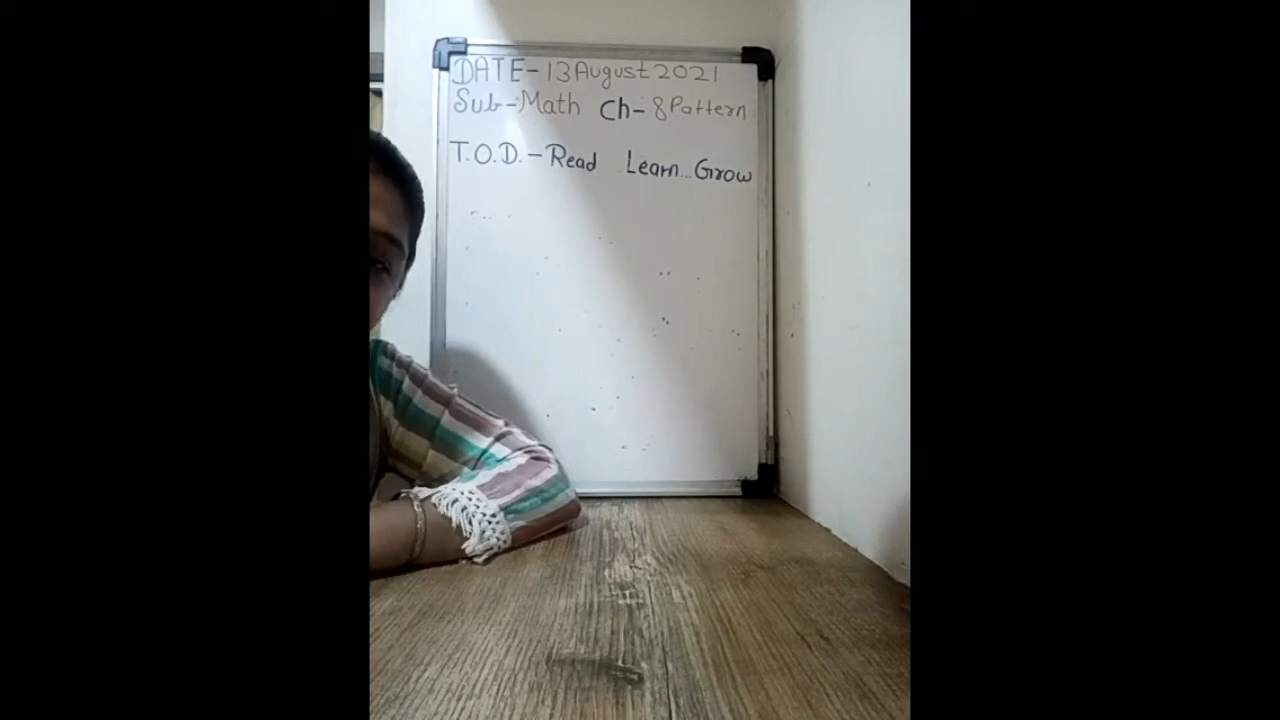 DATE-13 August 2021
Sub-Math Ch-8 Pattern
T.O.D.-Read Learn...Grow